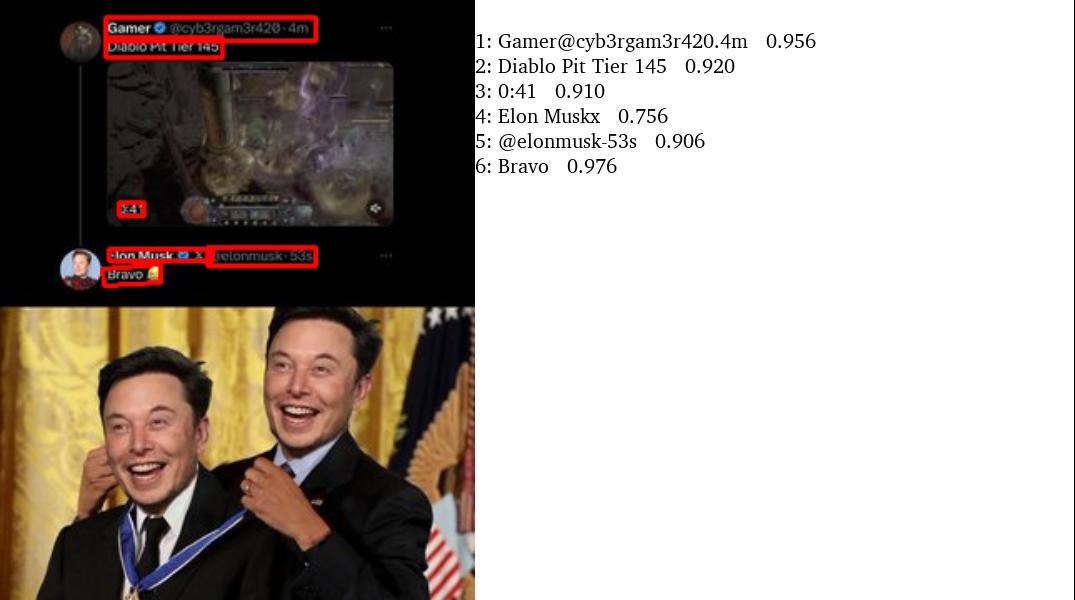 Gamer @cyb3rgam3r420 · 4m
Diablo Pit Tier 145
0:41
Elon Musk X @elonmusk · 53s
Bravo 😂
1: Gamer@cyb3rgam3r420.4m 0.956
2: Diablo Pit Tier 145 0.920
3: 0:41 0.910
4: Elon Muskx 0.756
5: @elonmusk-53s 0.906
6: Bravo 0.976